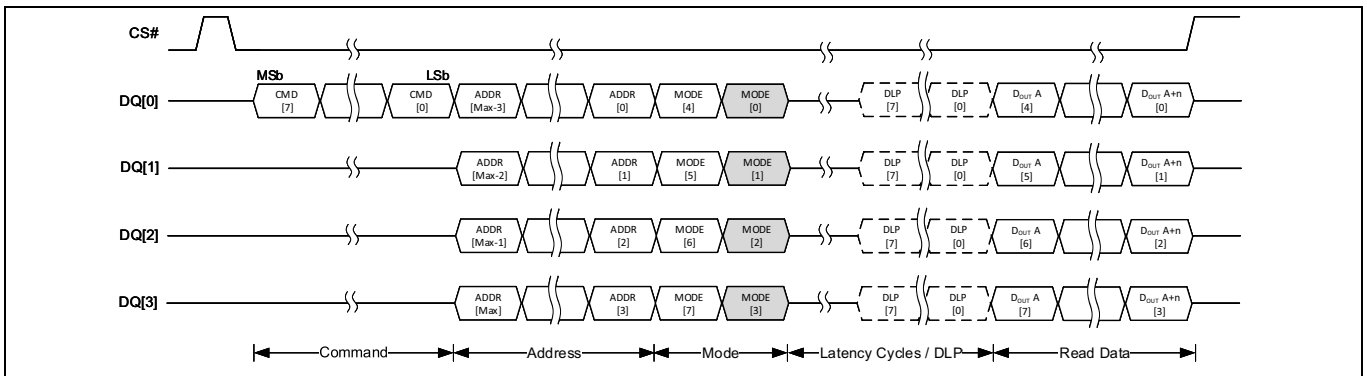 CS#
MSb LSb
DQ[0] CMD [7] CMD [0] ADDR [Max-3] ADDR [0] MODE [4] MODE [0] DLP [7] DLP [0] DOUT A [4] DOUT A+n [0]
DQ[1] ADDR [Max-2] ADDR [1] MODE [5] MODE [1] DLP [7] DLP [0] DOUT A [5] DOUT A+n [1]
DQ[2] ADDR [Max-1] ADDR [2] MODE [6] MODE [2] DLP [7] DLP [0] DOUT A [6] DOUT A+n [2]
DQ[3] ADDR [Max] ADDR [3] MODE [7] MODE [3] DLP [7] DLP [0] DOUT A [7] DOUT A+n [3]
Command Address Mode Latency Cycles / DLP Read Data